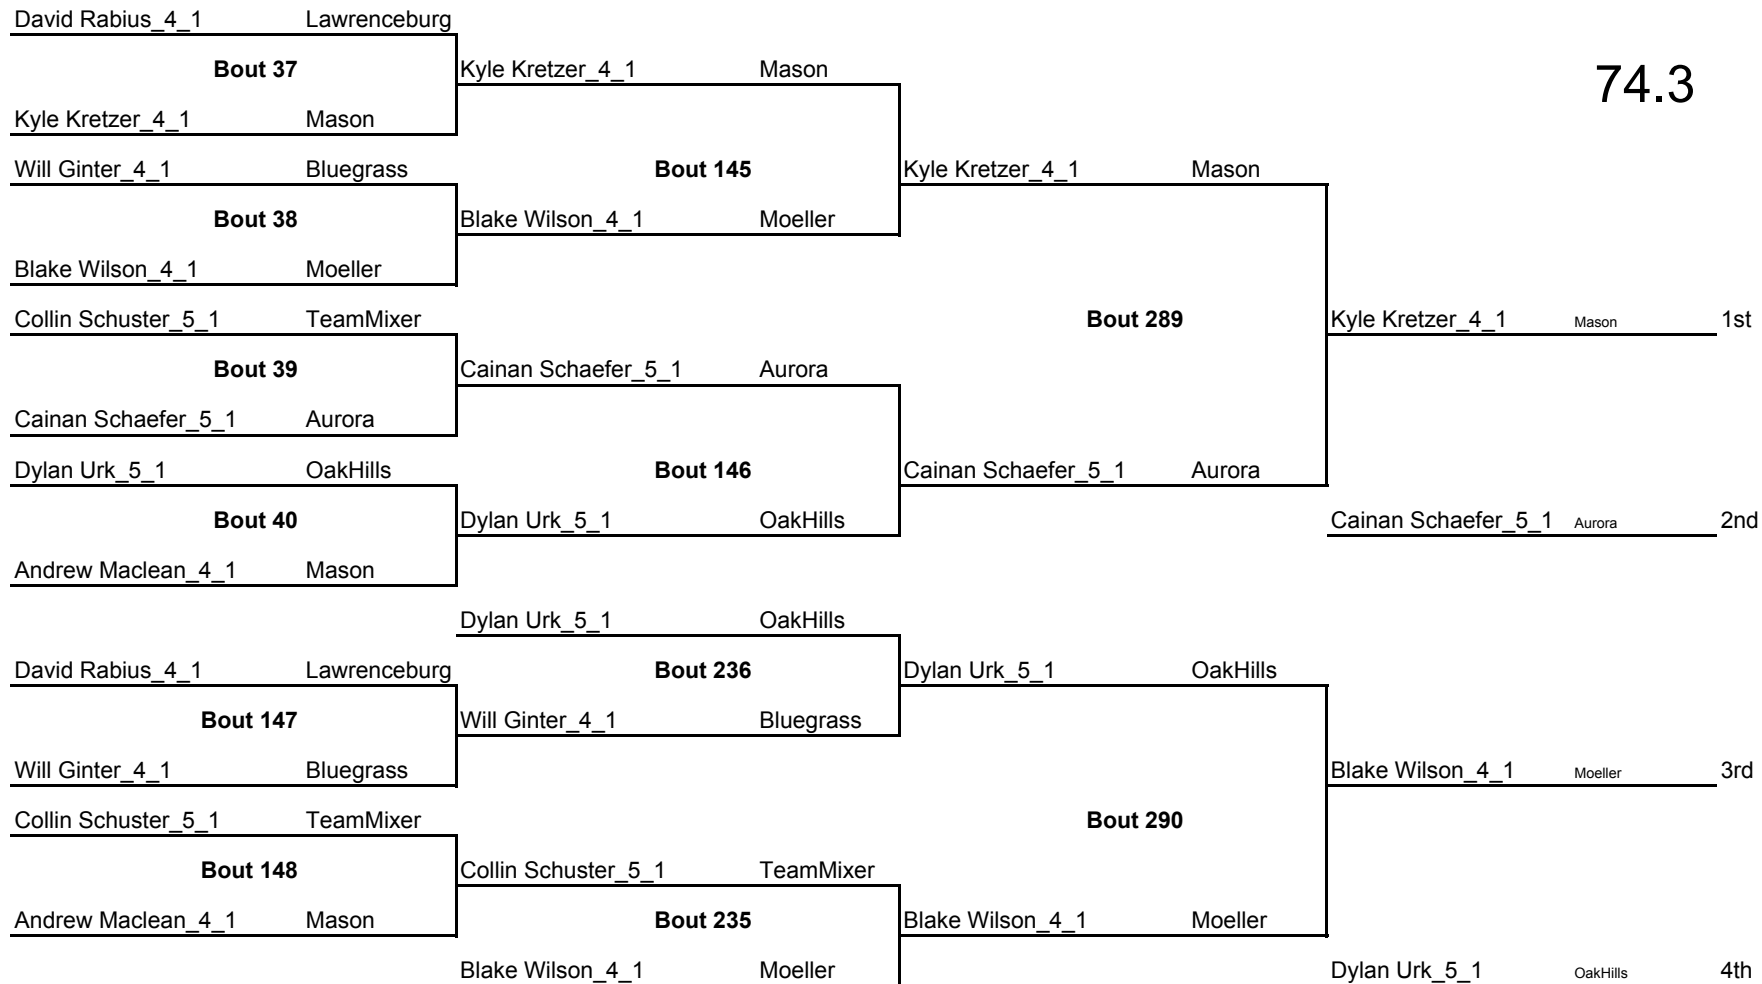 David Rabius_4_1 Lawrenceburg
Bout 37 Kyle Kretzer_4_1 Mason 74.3
Kyle Kretzer_4_1 Mason
Will Ginter_4_1 Bluegrass Bout 145 Kyle Kretzer_4_1 Mason
Bout 38 Blake Wilson_4_1 Moeller
Blake Wilson_4_1 Moeller
Collin Schuster_5_1 TeamMixer Bout 289 Kyle Kretzer_4_1 Mason 1st
Bout 39 Cainan Schaefer_5_1 Aurora
Cainan Schaefer_5_1 Aurora
Dylan Urk_5_1 OakHills Bout 146 Cainan Schaefer_5_1 Aurora
Bout 40 Dylan Urk_5_1 OakHills Cainan Schaefer_5_1 Aurora 2nd
Andrew Maclean_4_1 Mason
Dylan Urk_5_1 OakHills
David Rabius_4_1 Lawrenceburg Bout 236 Dylan Urk_5_1 OakHills
Bout 147 Will Ginter_4_1 Bluegrass
Will Ginter_4_1 Bluegrass Blake Wilson_4_1 Moeller 3rd
Collin Schuster_5_1 TeamMixer Bout 290
Bout 148 Collin Schuster_5_1 TeamMixer
Andrew Maclean_4_1 Mason Bout 235 Blake Wilson_4_1 Moeller
Blake Wilson_4_1 Moeller Dylan Urk_5_1 OakHills 4th